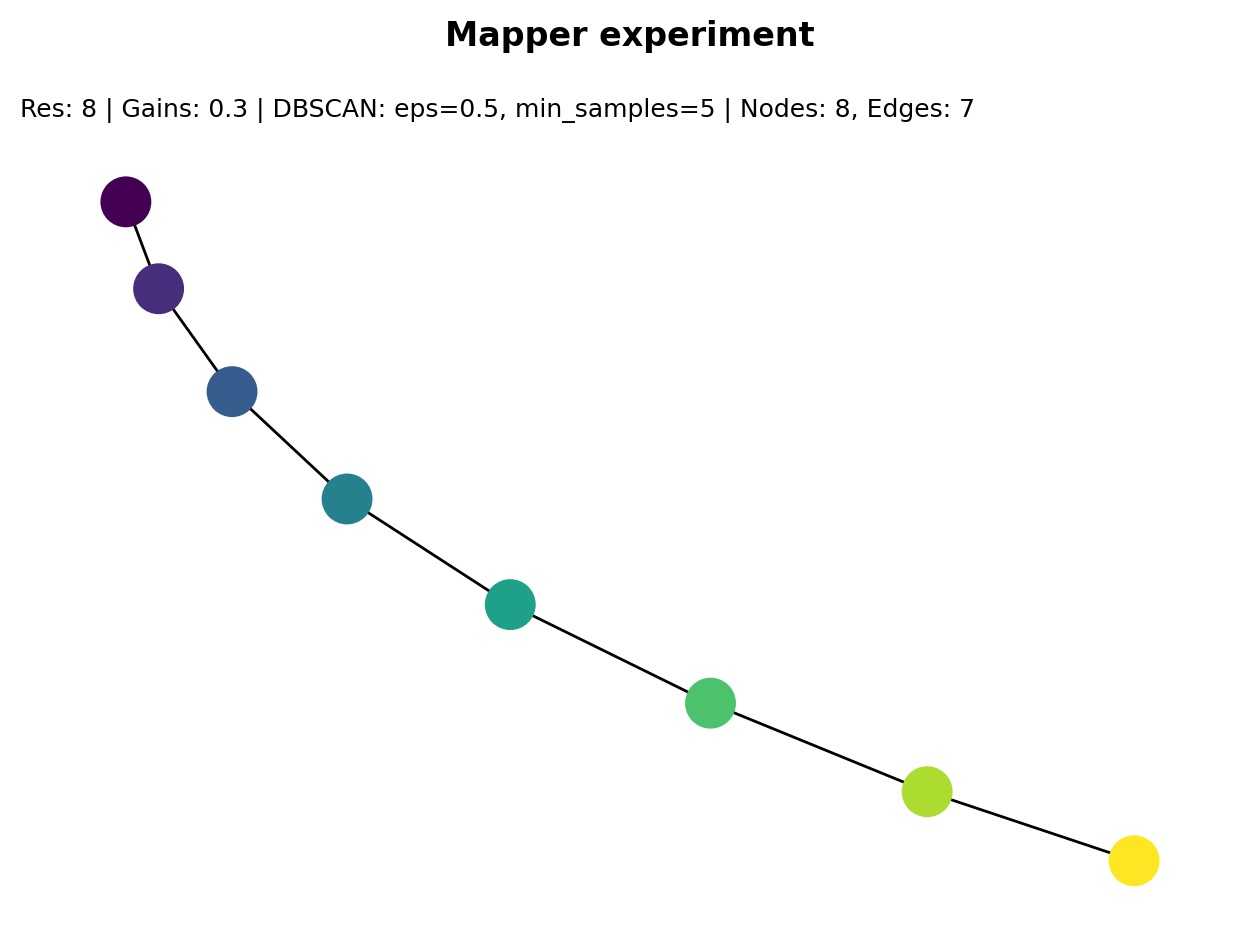 Mapper experiment
Res: 8 | Gains: 0.3 | DBSCAN: eps=0.5, min_samples=5 | Nodes: 8, Edges: 7